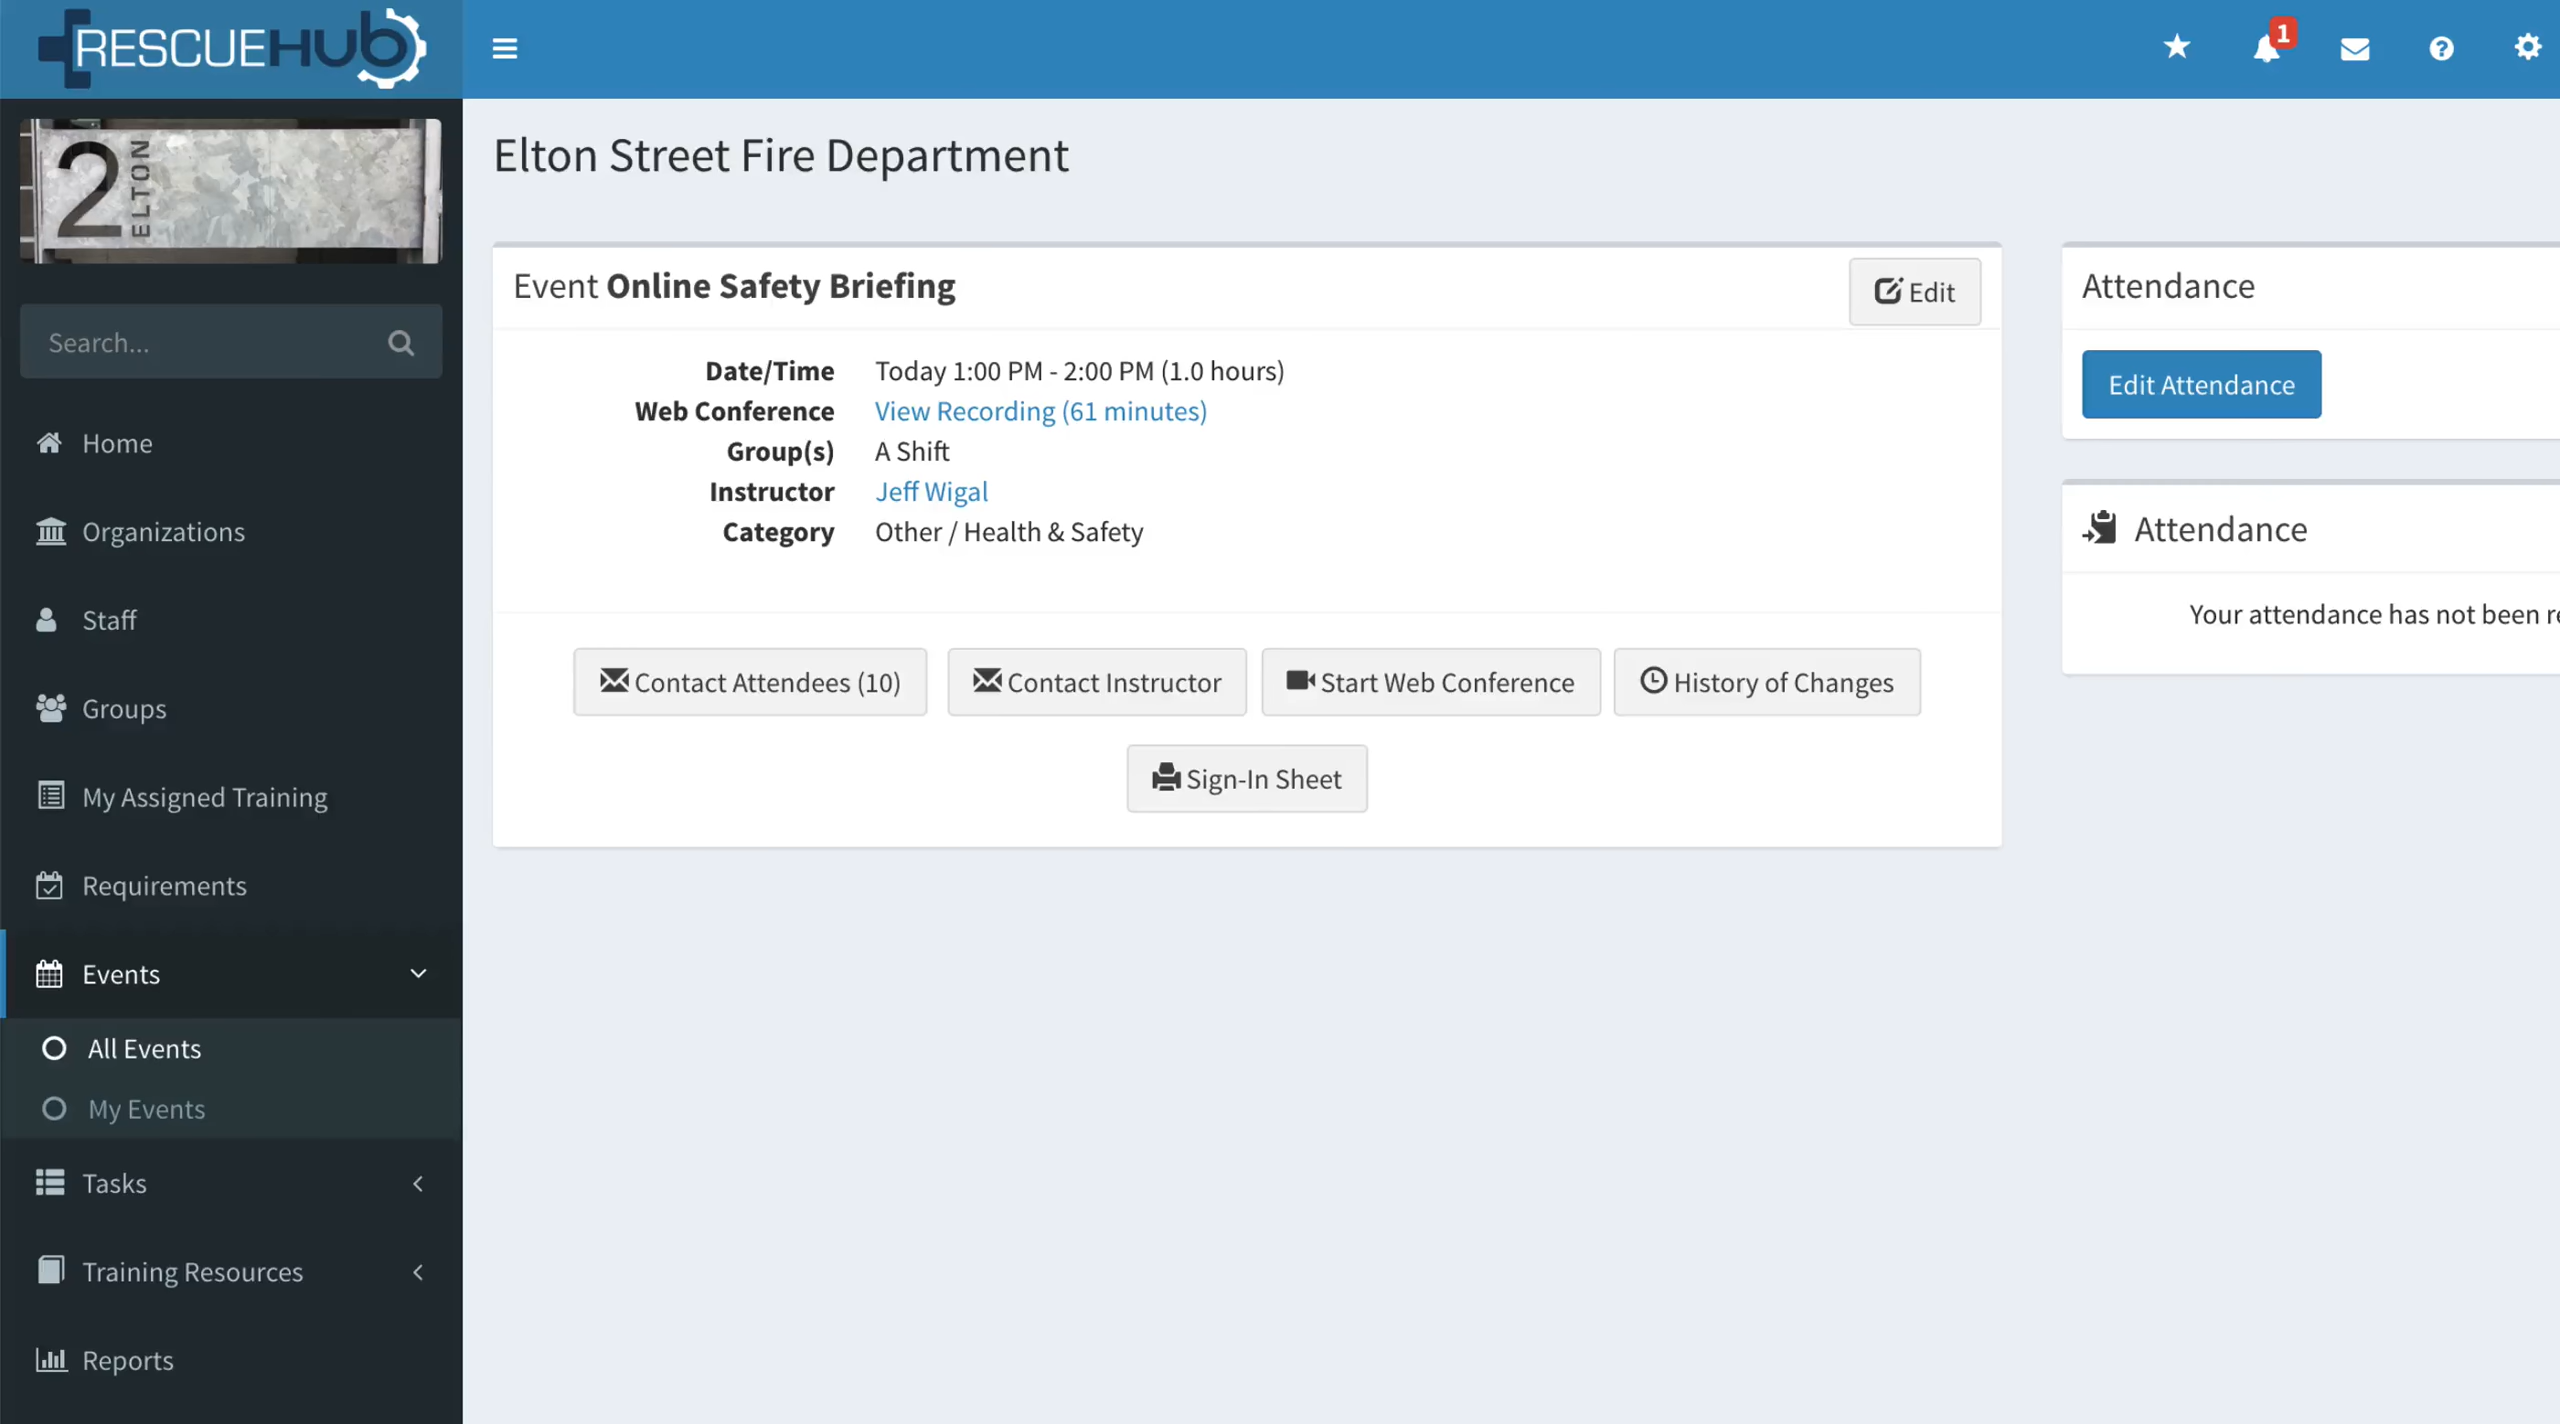 RESCUEHUb
1
2 ELTON
Search...
Home
Organizations
Staff
Groups
My Assigned Training
Requirements
Events
All Events
My Events
Tasks
Training Resources
Reports
Elton Street Fire Department
Event Online Safety Briefing
Edit
Date/Time Today 1:00 PM - 2:00 PM (1.0 hours)
Web Conference View Recording (61 minutes)
Group(s) A Shift
Instructor Jeff Wigal
Category Other / Health & Safety
Contact Attendees (10)
Contact Instructor
Start Web Conference
History of Changes
Sign-In Sheet
Attendance
Edit Attendance
Attendance
Your attendance has not been